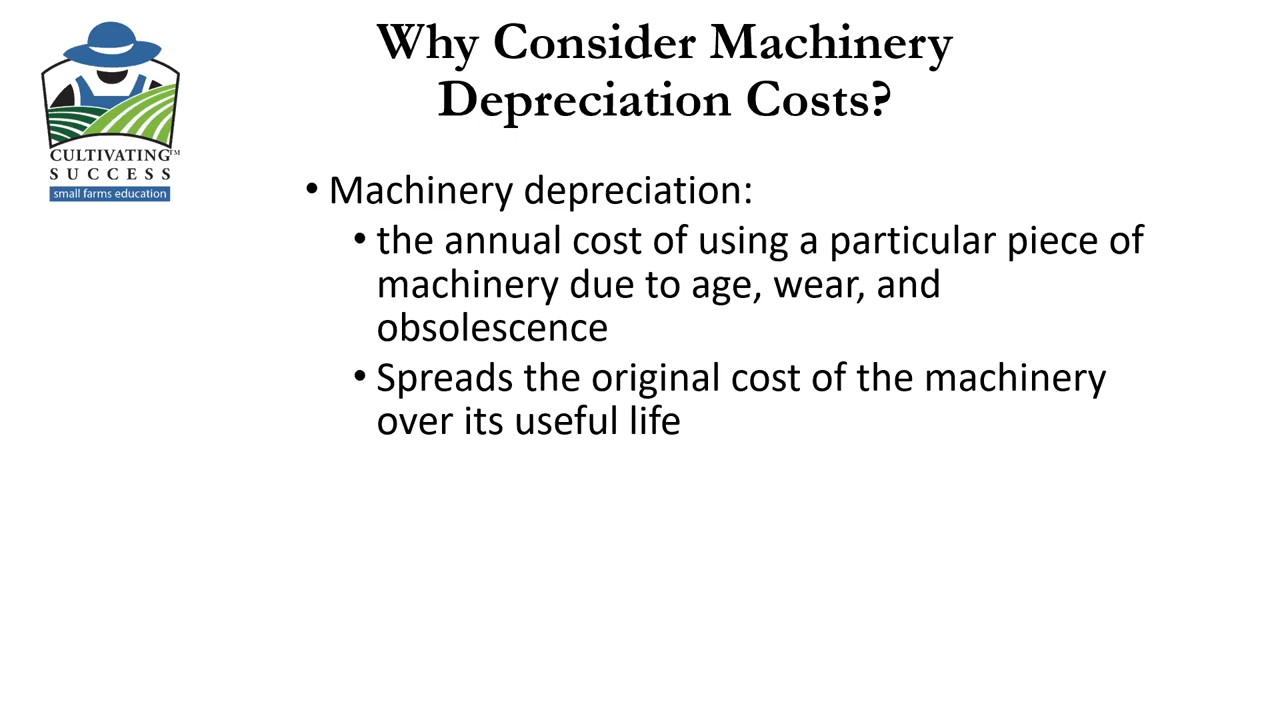 Why Consider Machinery
Depreciation Costs?
CULTIVATING™
SUCCESS
small farms education
• Machinery depreciation:
• the annual cost of using a particular piece of
machinery due to age, wear, and
obsolescence
• Spreads the original cost of the machinery
over its useful life